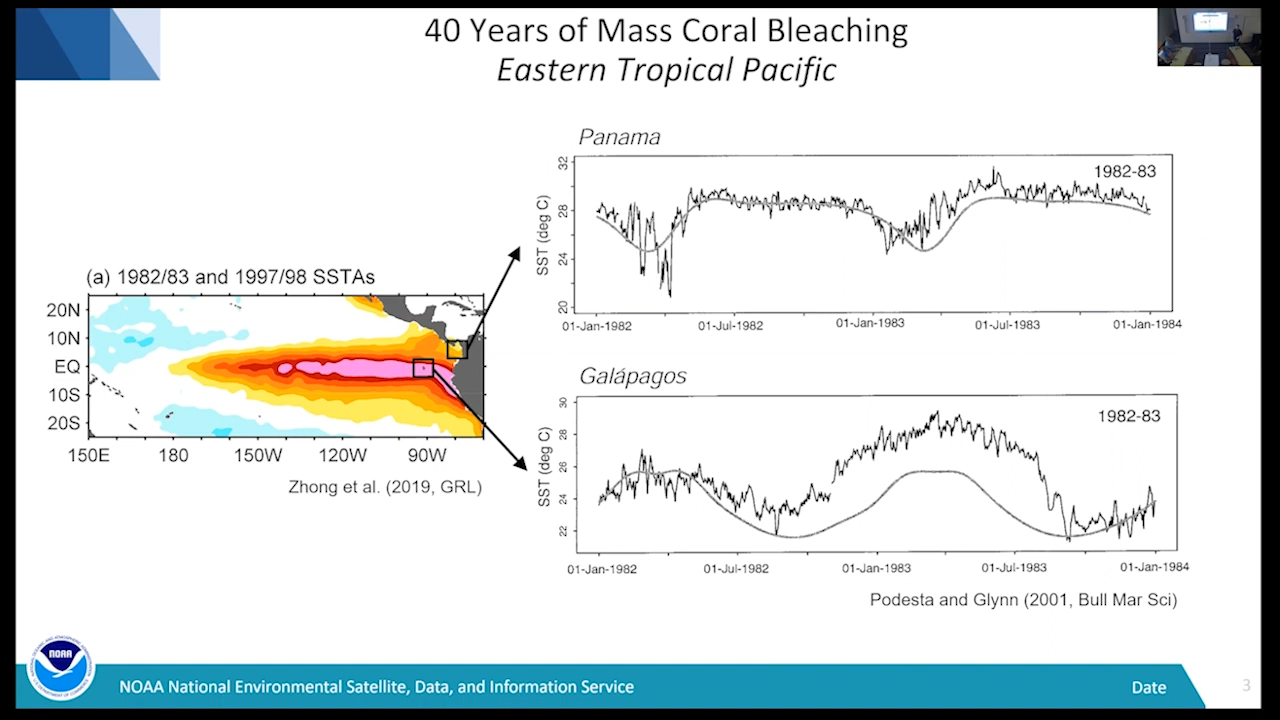 40 Years of Mass Coral Bleaching
Eastern Tropical Pacific
Panama
1982-83
SST (deg C)
32
28
24
20
01-Jan-1982
01-Jul-1982
01-Jan-1983
01-Jul-1983
01-Jan-1984
(a) 1982/83 and 1997/98 SSTAs
20N
10N
EQ
10S
20S
150E
180
150W
120W
90W
Zhong et al. (2019, GRL)
Galápagos
1982-83
SST (deg C)
30
28
26
24
22
01-Jan-1982
01-Jul-1982
01-Jan-1983
01-Jul-1983
01-Jan-1984
Podesta and Glynn (2001, Bull Mar Sci)
NOAA
NOAA National Environmental Satellite, Data, and Information Service
Date
3